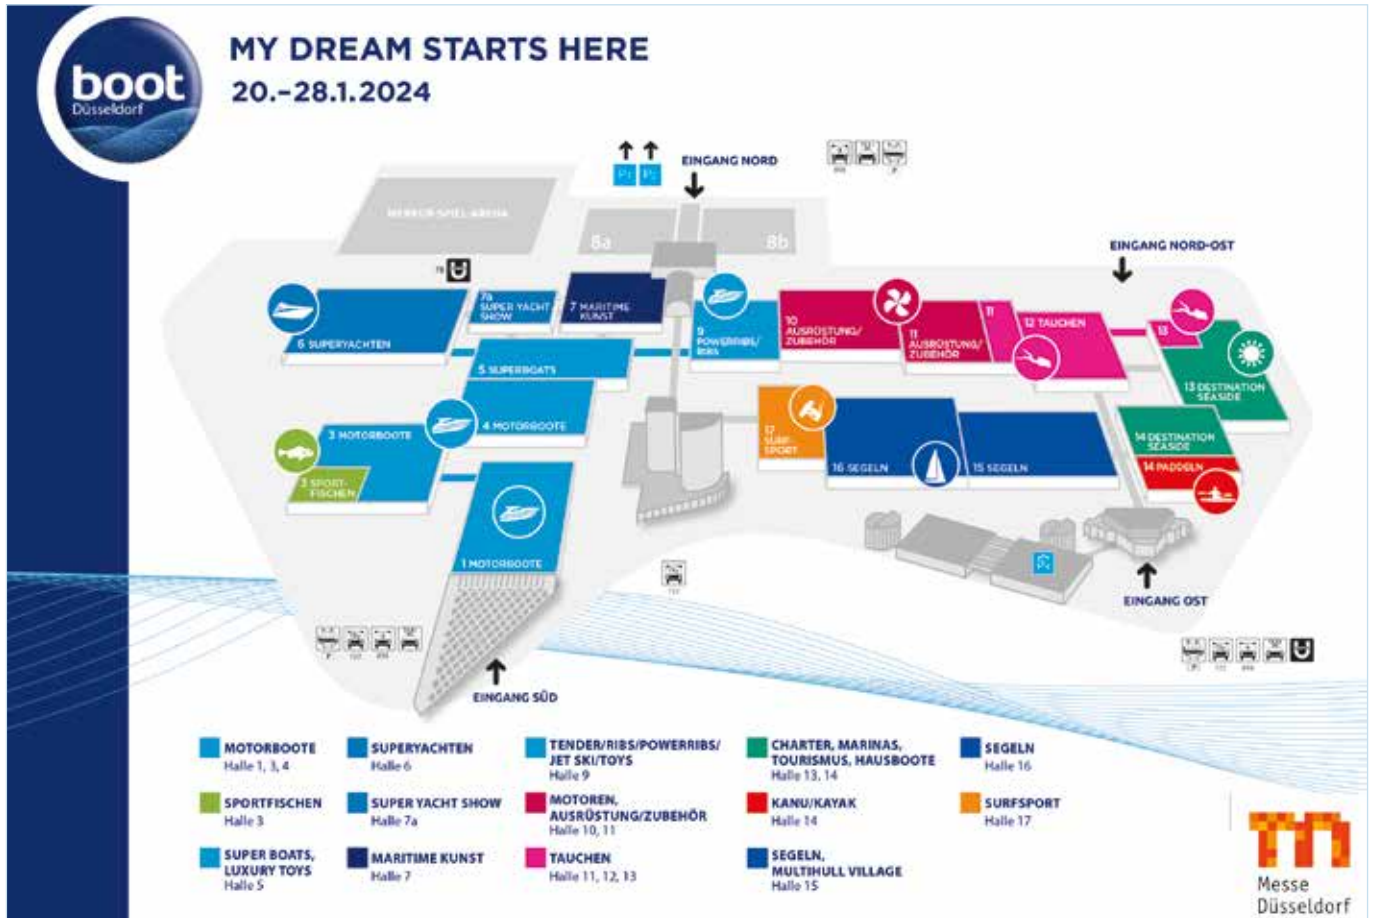 boot
Düsseldorf
MY DREAM STARTS HERE
20.–28.1.2024
P1 P2
EINGANG NORD
MERKUR SPIEL-ARENA
8a
8b
EINGANG NORD-OST
7a
SUPER YACHT
SHOW
7 MARITIME
KUNST
6 SUPERYACHTEN
5 SUPERBOATS
9
POWERRIBS/
RIBS
10
AUSRÜSTUNG/
ZUBEHÖR
11
AUSRÜSTUNG/
ZUBEHÖR
11
12 TAUCHEN
13
13 DESTINATION
SEASIDE
3 MOTORBOOTE
4 MOTORBOOTE
3 SPORT-
FISCHEN
17
SURF-
SPORT
16 SEGELN
15 SEGELN
14 DESTINATION
SEASIDE
14 PADDELN
1 MOTORBOOTE
EINGANG OST
EINGANG SÜD
MOTORBOOTE
Halle 1, 3, 4
SPORTFISCHEN
Halle 3
SUPER BOATS,
LUXURY TOYS
Halle 5
SUPERYACHTEN
Halle 6
SUPER YACHT SHOW
Halle 7a
MARITIME KUNST
Halle 7
TENDER/RIBS/POWERRIBS/
JET SKI/TOYS
Halle 9
MOTOREN,
AUSRÜSTUNG/ZUBEHÖR
Halle 10, 11
TAUCHEN
Halle 11, 12, 13
CHARTER, MARINAS,
TOURISMUS, HAUSBOOTE
Halle 13, 14
KANU/KAYAK
Halle 14
SEGELN,
MULTIHULL VILLAGE
Halle 15
SEGELN
Halle 16
SURFSPORT
Halle 17
Messe
Düsseldorf